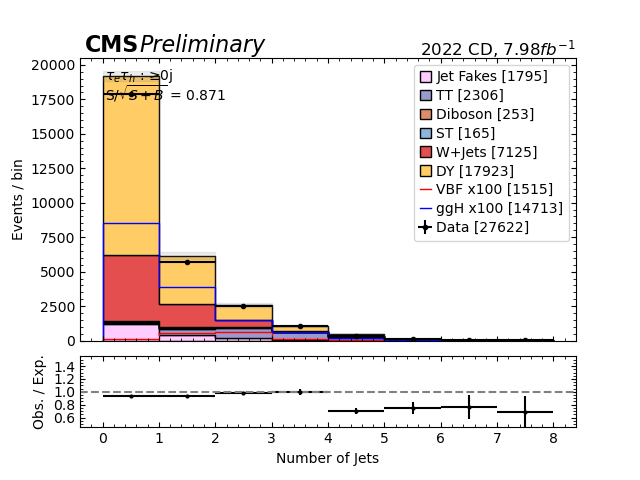 CMS Preliminary 2022 CD, 7.98fb⁻¹
τₑτₕ : ≥0j
S/√S+B = 0.871
Jet Fakes [1795]
TT [2306]
Diboson [253]
ST [165]
W+Jets [7125]
DY [17923]
VBF x100 [1515]
ggH x100 [14713]
Data [27622]
Events / bin
20000
17500
15000
12500
10000
7500
5000
2500
0
Obs. / Exp.
1.4
1.2
1.0
0.8
0.6
0 1 2 3 4 5 6 7 8
Number of Jets